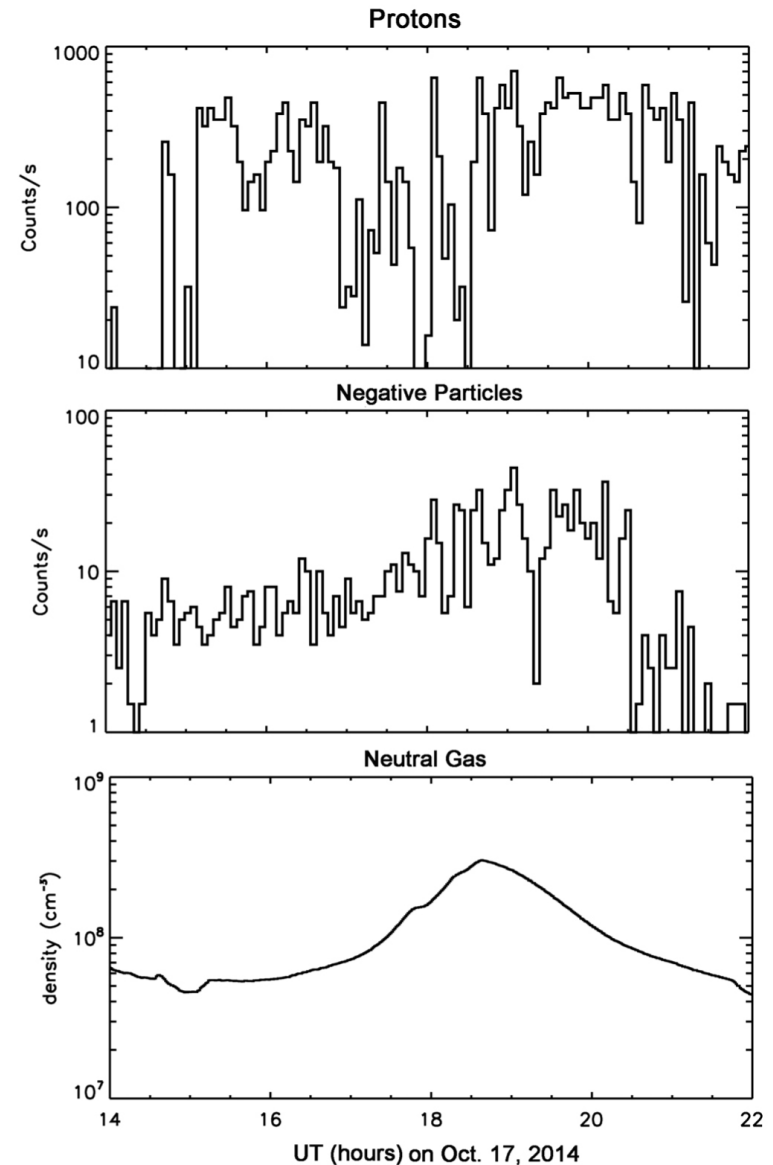 Protons
1000
100
10
Counts/s
Negative Particles
100
10
1
Counts/s
Neutral Gas
10⁹
10⁸
10⁷
density (cm⁻³)
14 16 18 20 22
UT (hours) on Oct. 17, 2014